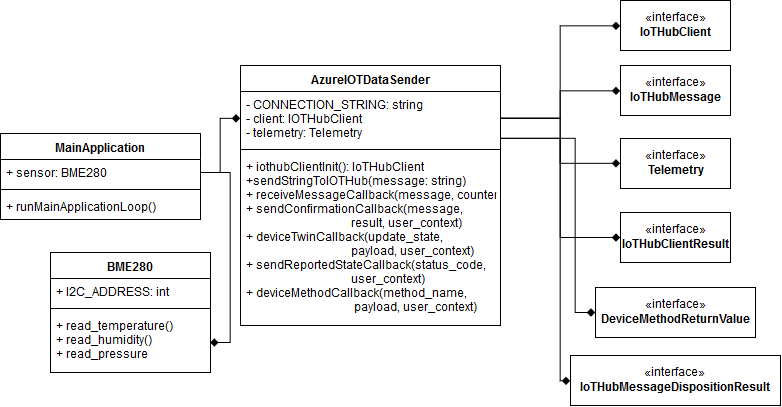 MainApplication
+ sensor: BME280
+ runMainApplicationLoop()
BME280
+ I2C_ADDRESS: int
+ read_temperature()
+ read_humidity()
+ read_pressure
AzureIOTDataSender
- CONNECTION_STRING: string
- client: IOTHubClient
- telemetry: Telemetry
+ iothubClientInit(): IoTHubClient
+sendStringToIOTHub(message: string)
+ receiveMessageCallback(message, counter
+ sendConfirmationCallback(message,
result, user_context)
+ deviceTwinCallback(update_state,
payload, user_context)
+ sendReportedStateCallback(status_code,
user_context)
+ deviceMethodCallback(method_name,
payload, user_context)
«interface»
IoTHubClient
«interface»
IoTHubMessage
«interface»
Telemetry
«interface»
IoTHubClientResult
«interface»
DeviceMethodReturnValue
«interface»
IoTHubMessageDispositionResult